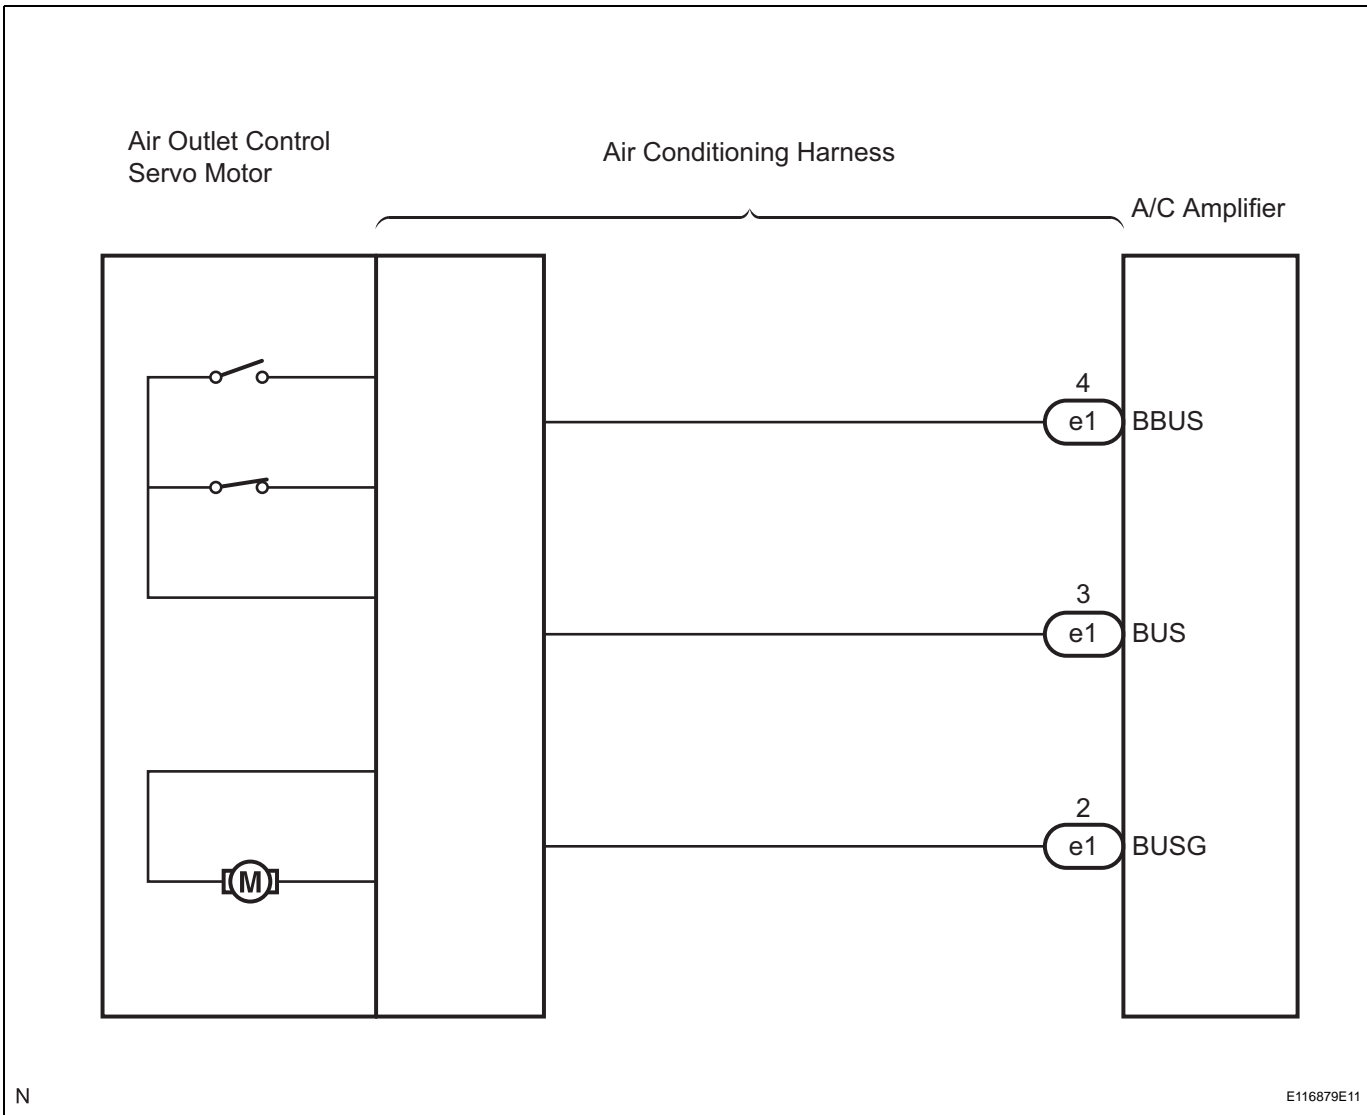 Air Outlet Control
Servo Motor
Air Conditioning Harness
A/C Amplifier
4
e1
BBUS
3
e1
BUS
2
e1
BUSG
M
N
E116879E11